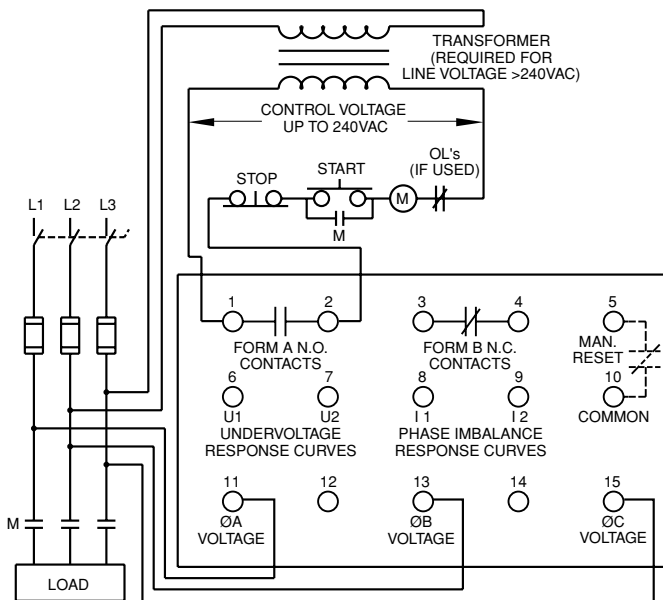 TRANSFORMER
(REQUIRED FOR
LINE VOLTAGE >240VAC)
CONTROL VOLTAGE
UP TO 240VAC
OL's
(IF USED)
STOP
START
M
M
L1
L2
L3
1
2
3
4
5
FORM A N.O.
CONTACTS
FORM B N.C.
CONTACTS
MAN.
RESET
6
7
8
9
10
U1
U2
I 1
I 2
COMMON
UNDERVOLTAGE
RESPONSE CURVES
PHASE IMBALANCE
RESPONSE CURVES
11
12
13
14
15
ØA
VOLTAGE
ØB
VOLTAGE
ØC
VOLTAGE
M
LOAD